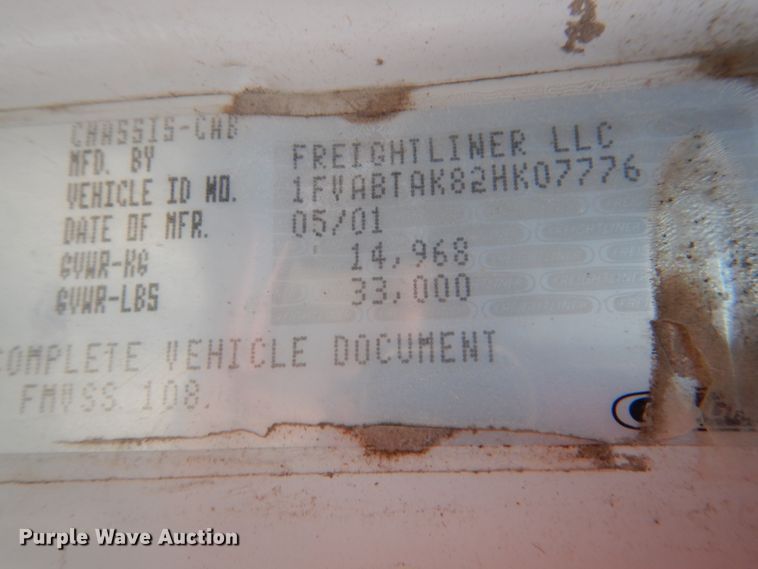 CHASSIS-CAB
MFD. BY FREIGHTLINER LLC
VEHICLE ID NO. 1FVABTAK82HK07776
DATE OF MFR. 05/01
GVWR-KG 14,968
GVWR-LBS 33,000
COMPLETE VEHICLE DOCUMENT
FMVSS 108.
Purple Wave Auction